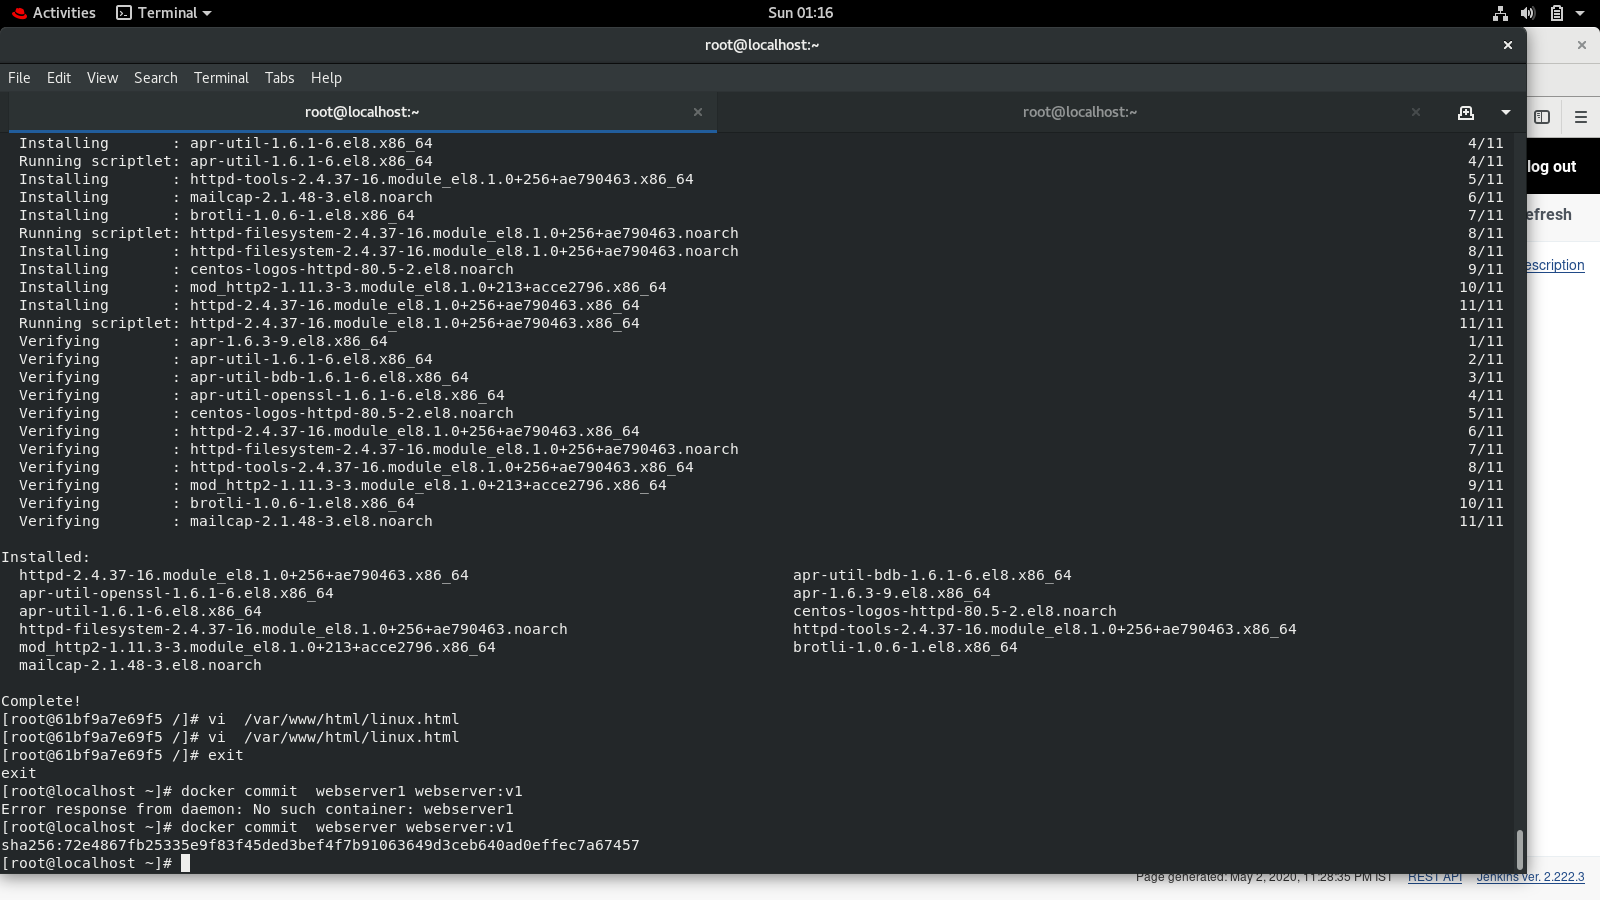 Activities Terminal Sun 01:16
root@localhost:~
File Edit View Search Terminal Tabs Help
root@localhost:~ root@localhost:~
Installing : apr-util-1.6.1-6.el8.x86_64 4/11
Running scriptlet: apr-util-1.6.1-6.el8.x86_64 4/11
Installing : httpd-tools-2.4.37-16.module_el8.1.0+256+ae790463.x86_64 5/11
Installing : mailcap-2.1.48-3.el8.noarch 6/11
Installing : brotli-1.0.6-1.el8.x86_64 7/11
Running scriptlet: httpd-filesystem-2.4.37-16.module_el8.1.0+256+ae790463.noarch 8/11
Installing : httpd-filesystem-2.4.37-16.module_el8.1.0+256+ae790463.noarch 8/11
Installing : centos-logos-httpd-80.5-2.el8.noarch 9/11
Installing : mod_http2-1.11.3-3.module_el8.1.0+213+acce2796.x86_64 10/11
Installing : httpd-2.4.37-16.module_el8.1.0+256+ae790463.x86_64 11/11
Running scriptlet: httpd-2.4.37-16.module_el8.1.0+256+ae790463.x86_64 11/11
Verifying : apr-1.6.3-9.el8.x86_64 1/11
Verifying : apr-util-1.6.1-6.el8.x86_64 2/11
Verifying : apr-util-bdb-1.6.1-6.el8.x86_64 3/11
Verifying : apr-util-openssl-1.6.1-6.el8.x86_64 4/11
Verifying : centos-logos-httpd-80.5-2.el8.noarch 5/11
Verifying : httpd-2.4.37-16.module_el8.1.0+256+ae790463.x86_64 6/11
Verifying : httpd-filesystem-2.4.37-16.module_el8.1.0+256+ae790463.noarch 7/11
Verifying : httpd-tools-2.4.37-16.module_el8.1.0+256+ae790463.x86_64 8/11
Verifying : mod_http2-1.11.3-3.module_el8.1.0+213+acce2796.x86_64 9/11
Verifying : brotli-1.0.6-1.el8.x86_64 10/11
Verifying : mailcap-2.1.48-3.el8.noarch 11/11
Installed:
httpd-2.4.37-16.module_el8.1.0+256+ae790463.x86_64 apr-util-bdb-1.6.1-6.el8.x86_64
apr-util-openssl-1.6.1-6.el8.x86_64 apr-1.6.3-9.el8.x86_64
apr-util-1.6.1-6.el8.x86_64 centos-logos-httpd-80.5-2.el8.noarch
httpd-filesystem-2.4.37-16.module_el8.1.0+256+ae790463.noarch httpd-tools-2.4.37-16.module_el8.1.0+256+ae790463.x86_64
mod_http2-1.11.3-3.module_el8.1.0+213+acce2796.x86_64 brotli-1.0.6-1.el8.x86_64
mailcap-2.1.48-3.el8.noarch
Complete!
[root@61bf9a7e69f5 /]# vi  /var/www/html/linux.html
[root@61bf9a7e69f5 /]# vi  /var/www/html/linux.html
[root@61bf9a7e69f5 /]# exit
exit
[root@localhost ~]# docker commit  webserver1 webserver:v1
Error response from daemon: No such container: webserver1
[root@localhost ~]# docker commit  webserver webserver:v1
sha256:72e4867fb25335e9f83f45ded3bef4f7b91063649d3ceb640ad0effec7a67457
[root@localhost ~]#
log out
efresh
escription
Page generated: May 2, 2020, 11:28:35 PM IST REST API Jenkins ver. 2.222.3